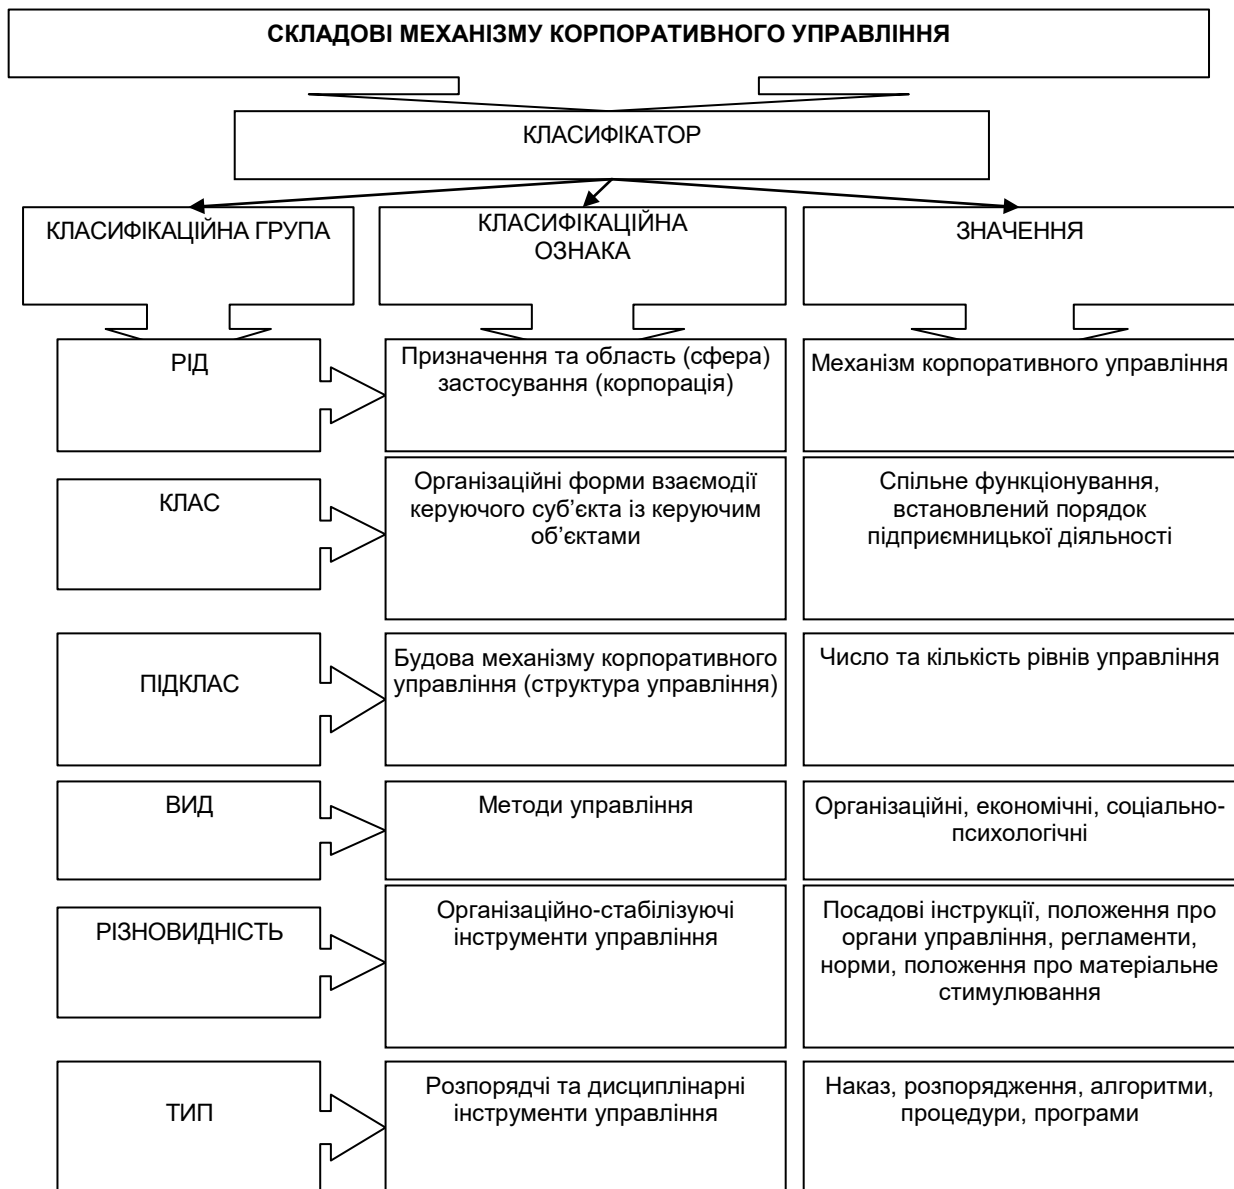 СКЛАДОВІ МЕХАНІЗМУ КОРПОРАТИВНОГО УПРАВЛІННЯ
КЛАСИФІКАТОР
КЛАСИФІКАЦІЙНА ГРУПА
КЛАСИФІКАЦІЙНА
ОЗНАКА
ЗНАЧЕННЯ
РІД
Призначення та область (сфера)
застосування (корпорація)
Механізм корпоративного управління
КЛАС
Організаційні форми взаємодії
керуючого суб’єкта із керуючим
об’єктами
Спільне функціонування,
встановлений порядок
підприємницької діяльності
ПІДКЛАС
Будова механізму корпоративного
управління (структура управління)
Число та кількість рівнів управління
ВИД
Методи управління
Організаційні, економічні, соціально-
психологічні
РІЗНОВИДНІСТЬ
Організаційно-стабілізуючі
інструменти управління
Посадові інструкції, положення про
органи управління, регламенти,
норми, положення про матеріальне
стимулювання
ТИП
Розпорядчі та дисциплінарні
інструменти управління
Наказ, розпорядження, алгоритми,
процедури, програми